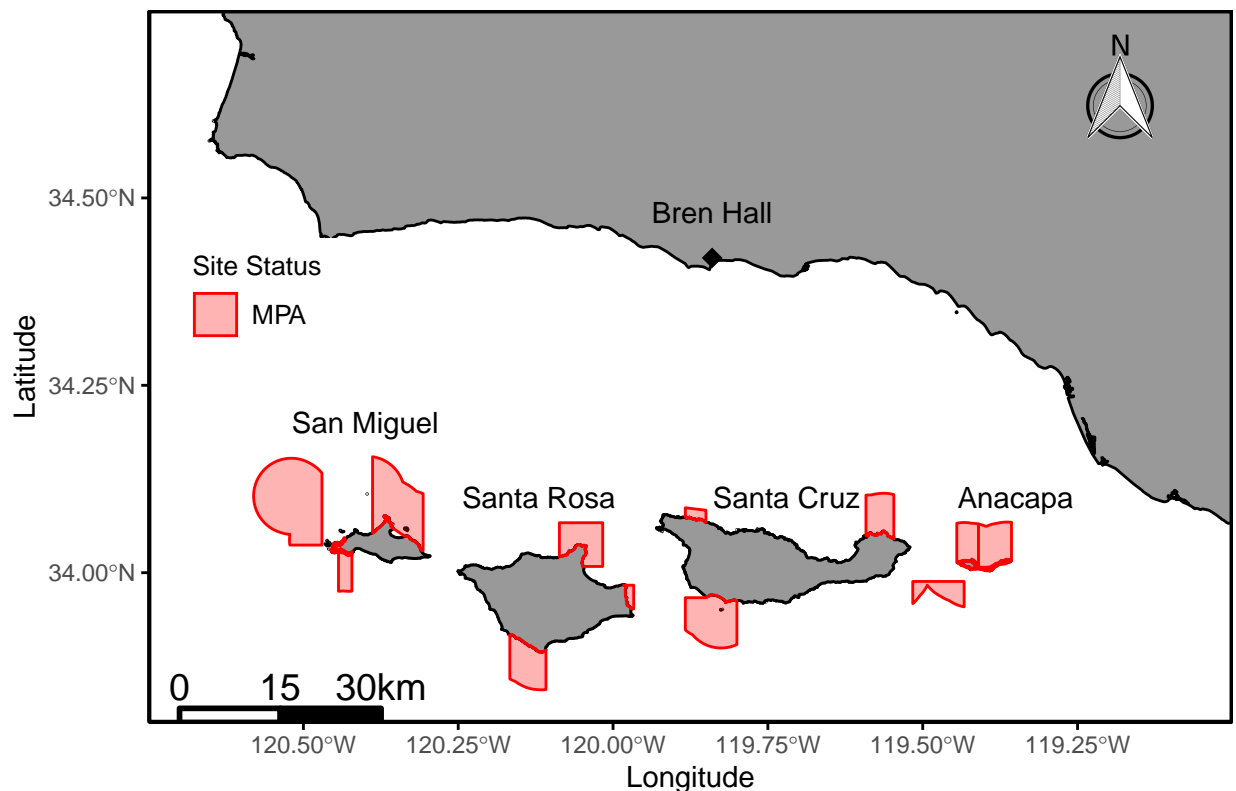 N
Bren Hall
34.50°N
Site Status
MPA
34.25°N
Latitude
San Miguel
Santa Rosa
Santa Cruz
Anacapa
34.00°N
0 15 30km
120.50°W 120.25°W 120.00°W 119.75°W 119.50°W 119.25°W
Longitude